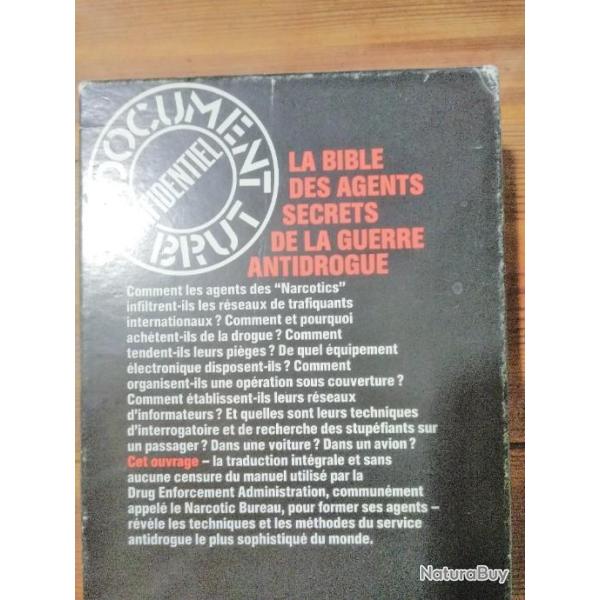 DOCUMENT
IDENTIEL
BRUT
LA BIBLE
DES AGENTS
SECRETS
DE LA GUERRE
ANTIDROGUE
Comment les agents des "Narcotics"
infiltrent-ils les réseaux de trafiquants
internationaux ? Comment et pourquoi
achètent-ils de la drogue ? Comment
tendent-ils leurs pièges ? De quel équipement
électronique disposent-ils ? Comment
organisent-ils une opération sous couverture ?
Comment établissent-ils leurs réseaux
d'informateurs ? Et quelles sont leurs techniques
d'interrogatoire et de recherche des stupéfiants sur
un passager ? Dans une voiture ? Dans un avion ?
Cet ouvrage – la traduction intégrale et sans
aucune censure du manuel utilisé par la
Drug Enforcement Administration, communément
appelé le Narcotic Bureau, pour former ses agents –
révéle les techniques et les méthodes du service
antidrogue le plus sophistiqué du monde.
NaturaBuy